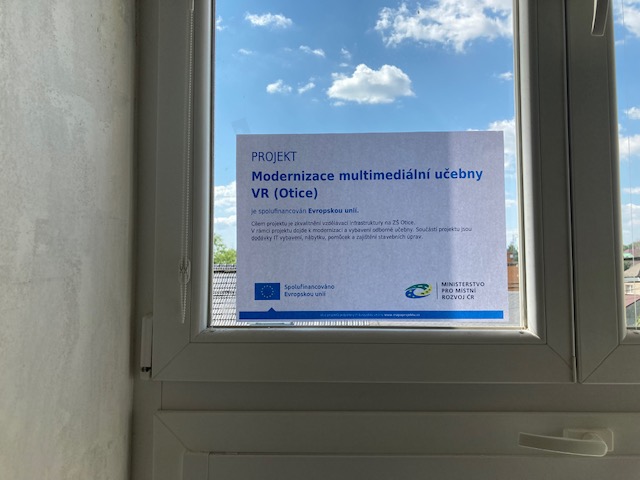 PROJEKT
Modernizace multimediální učebny
VR (Otice)
je spolufinancován Evropskou unií.
Cílem projektu je zkvalitnění vzdělávací infrastruktury na ZŠ Otice.
V rámci projektu dojde k modernizaci a vybavení odborné učebny. Součástí projektu jsou
dodávky IT vybavení, nábytku, pomůcek a zajištění stavebních úprav.
Spolufinancováno
Evropskou unií
MINISTERSTVO
PRO MÍSTNÍ
ROZVOJ ČR